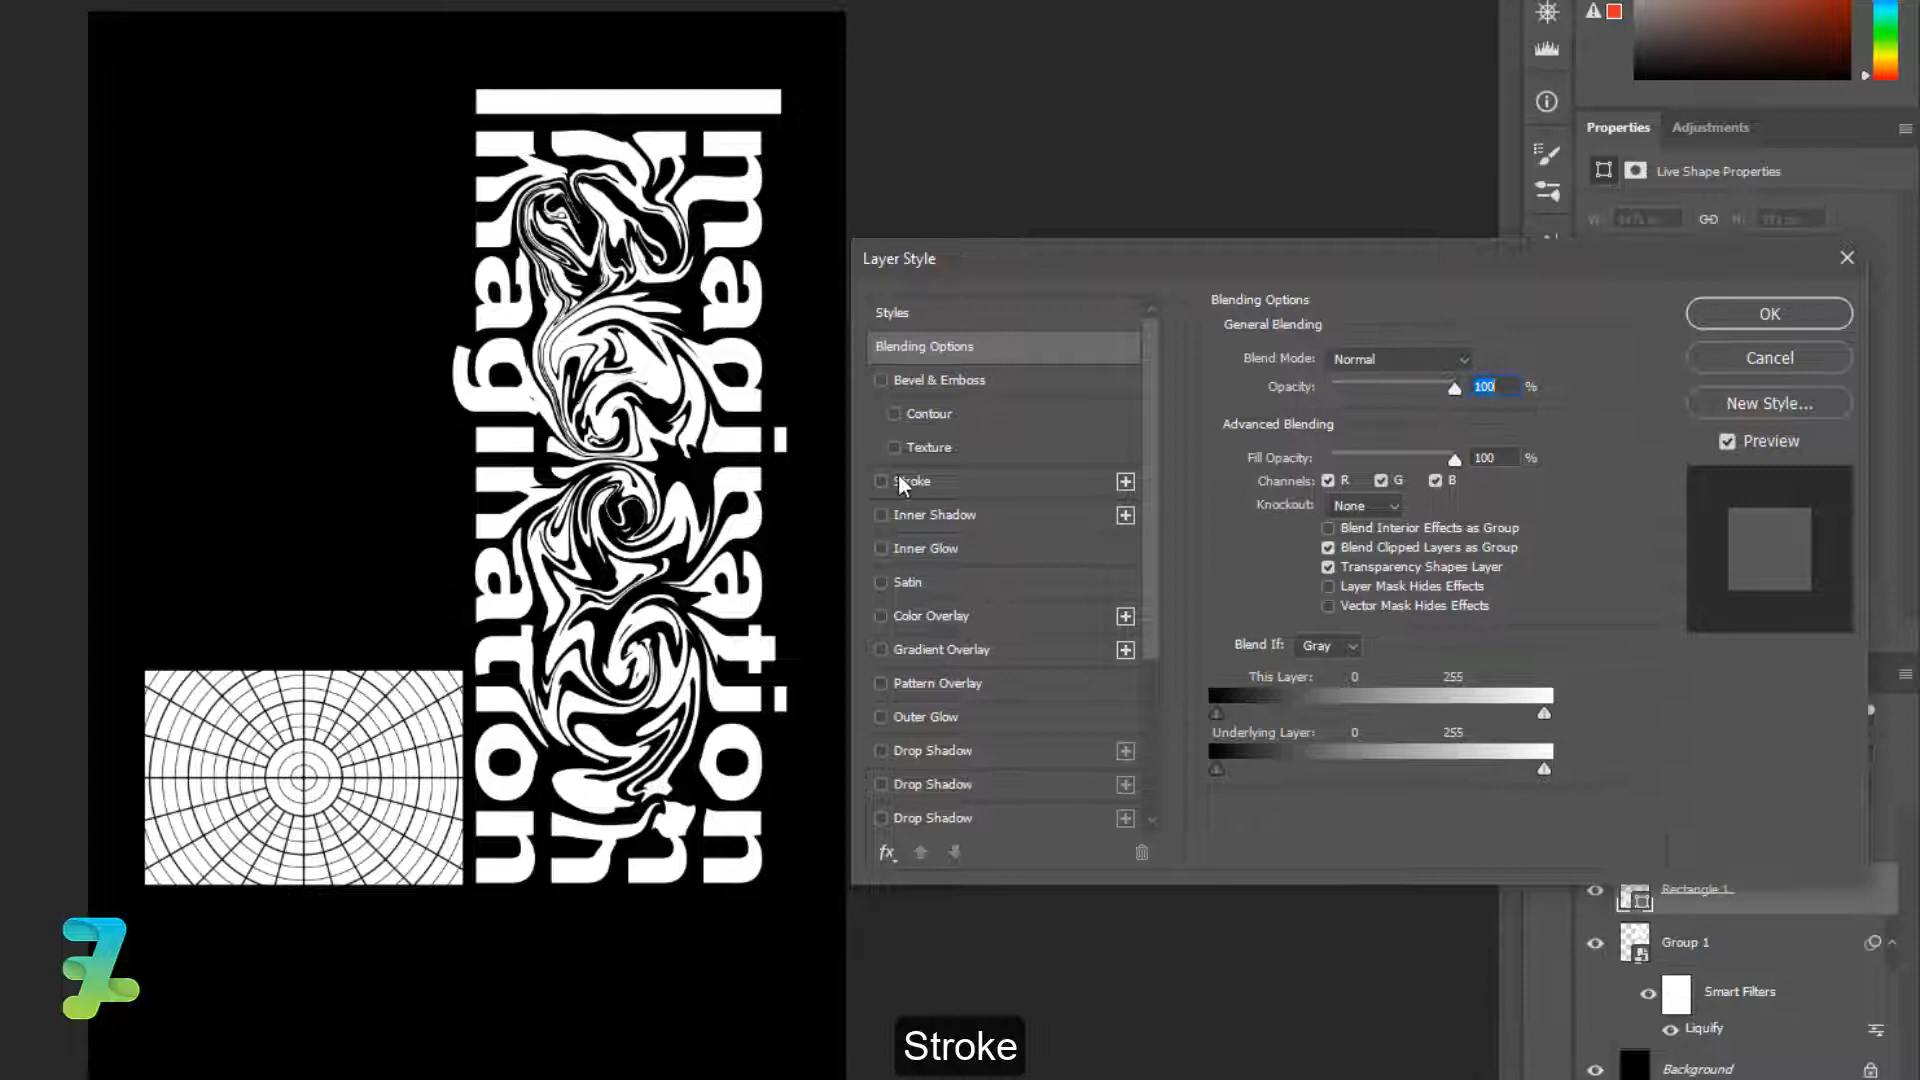 Imagination
Imagination
Properties
Adjustments
Live Shape Properties
W:
H:
Layer Style
Styles
Blending Options
Bevel & Emboss
Contour
Texture
Stroke
Inner Shadow
Inner Glow
Satin
Color Overlay
Gradient Overlay
Pattern Overlay
Outer Glow
Drop Shadow
Drop Shadow
Drop Shadow
fx
Blending Options
General Blending
Blend Mode: Normal
Opacity: 100 %
Advanced Blending
Fill Opacity: 100 %
Channels: R G B
Knockout: None
Blend Interior Effects as Group
Blend Clipped Layers as Group
Transparency Shapes Layer
Layer Mask Hides Effects
Vector Mask Hides Effects
Blend If: Gray
This Layer: 0 255
Underlying Layer: 0 255
OK
Cancel
New Style...
Preview
Rectangle 1
Group 1
Smart Filters
Liquify
Background
Stroke